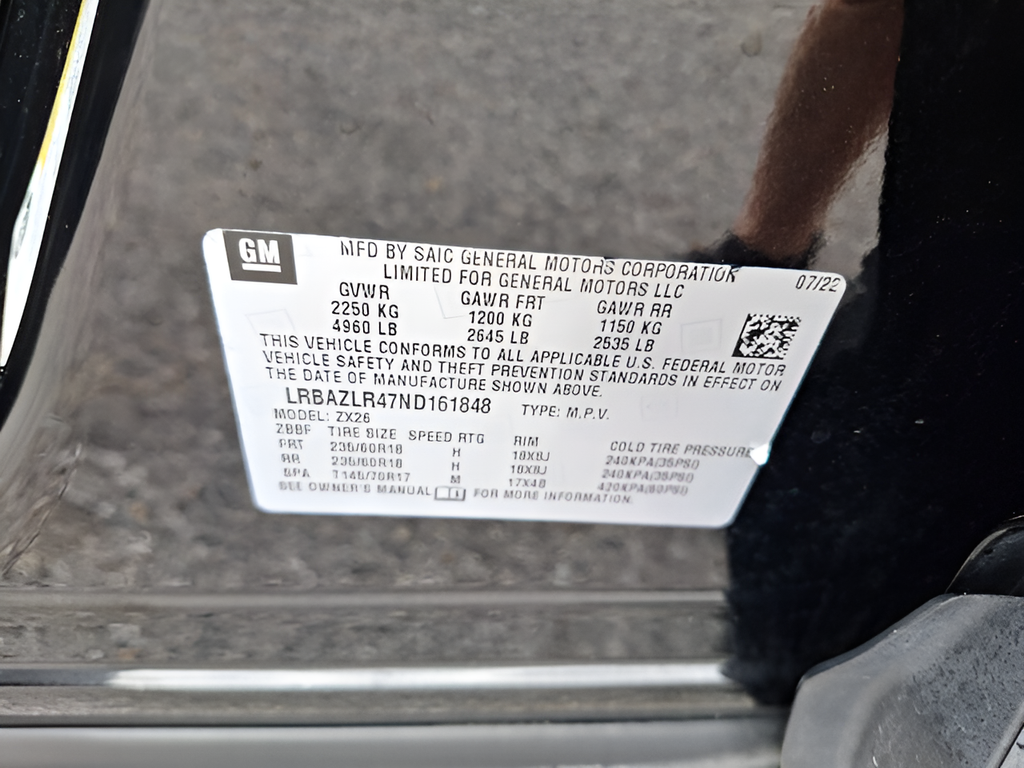 GM
MFD BY SAIC GENERAL MOTORS CORPORATION
LIMITED FOR GENERAL MOTORS LLC
07/22
GVWR GAWR FRT GAWR RR
2250 KG 1200 KG 1150 KG
4960 LB 2645 LB 2535 LB
THIS VEHICLE CONFORMS TO ALL APPLICABLE U.S. FEDERAL MOTOR
VEHICLE SAFETY AND THEFT PREVENTION STANDARDS IN EFFECT ON
THE DATE OF MANUFACTURE SHOWN ABOVE.
LRBAZLR47ND161848 TYPE: M.P.V.
MODEL: ZX26
TIRE SIZE SPEED RTG RIM COLD TIRE PRESSURE
FRT 235/60R18 H 18X8J 240KPA(35PSI)
RR 235/60R18 H 18X8J 240KPA(35PSI)
SPA T145/70R17 M 17X4B 420KPA(60PSI)
SEE OWNER'S MANUAL FOR MORE INFORMATION.